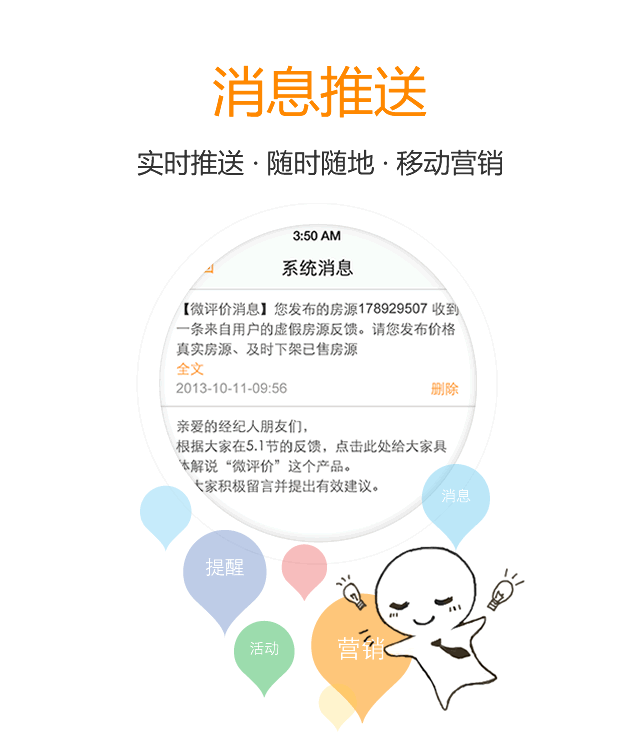 消息推送
实时推送 · 随时随地 · 移动营销
3:50 AM
系统消息
【微评价消息】您发布的房源178929507 收到
一条来自用户的虚假房源反馈。请您发布价格
真实房源、及时下架已售房源
全文
2013-10-11-09:56
删除
亲爱的经纪人朋友们，
根据大家在5.1节的反馈，点击此处给大家具
体解说“微评价”这个产品。
大家积极留言并提出有效建议。
消息
提醒
活动
营销